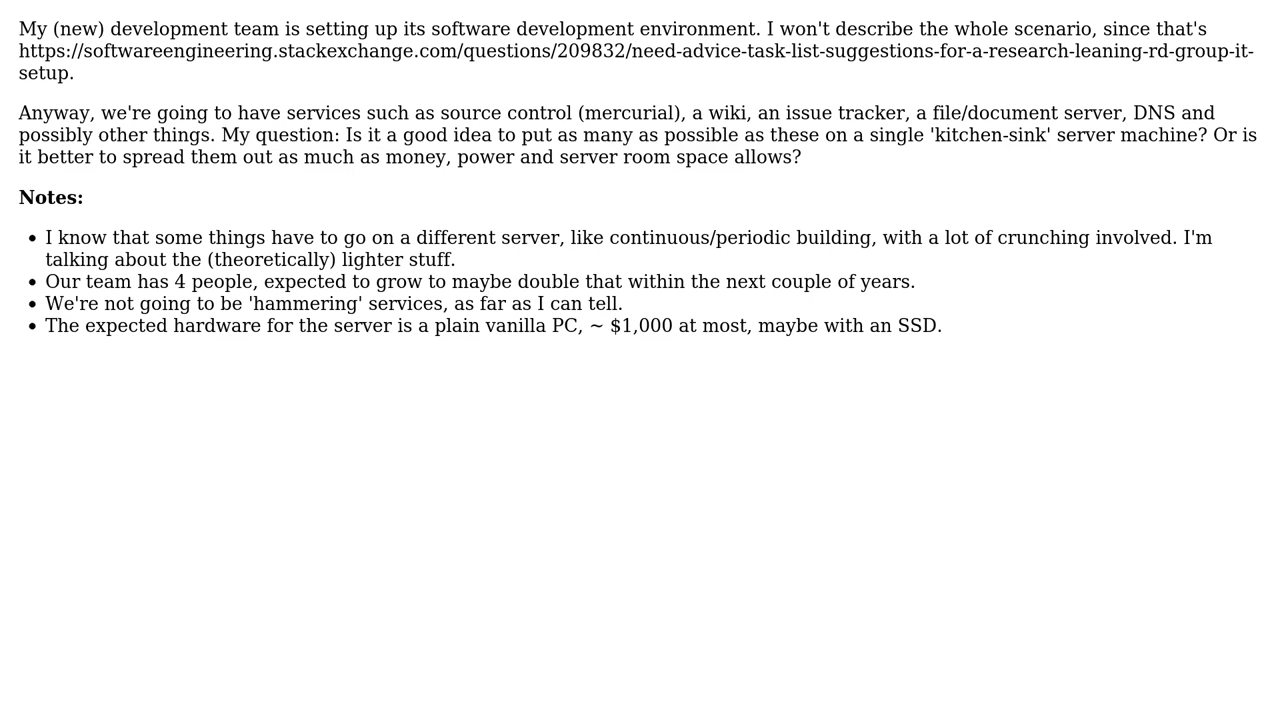 My (new) development team is setting up its software development environment. I won't describe the whole scenario, since that's
https://softwareengineering.stackexchange.com/questions/209832/need-advice-task-list-suggestions-for-a-research-leaning-rd-group-it-
setup.
Anyway, we're going to have services such as source control (mercurial), a wiki, an issue tracker, a file/document server, DNS and
possibly other things. My question: Is it a good idea to put as many as possible as these on a single 'kitchen-sink' server machine? Or is
it better to spread them out as much as money, power and server room space allows?
Notes:
• I know that some things have to go on a different server, like continuous/periodic building, with a lot of crunching involved. I'm
talking about the (theoretically) lighter stuff.
• Our team has 4 people, expected to grow to maybe double that within the next couple of years.
• We're not going to be 'hammering' services, as far as I can tell.
• The expected hardware for the server is a plain vanilla PC, ~ $1,000 at most, maybe with an SSD.